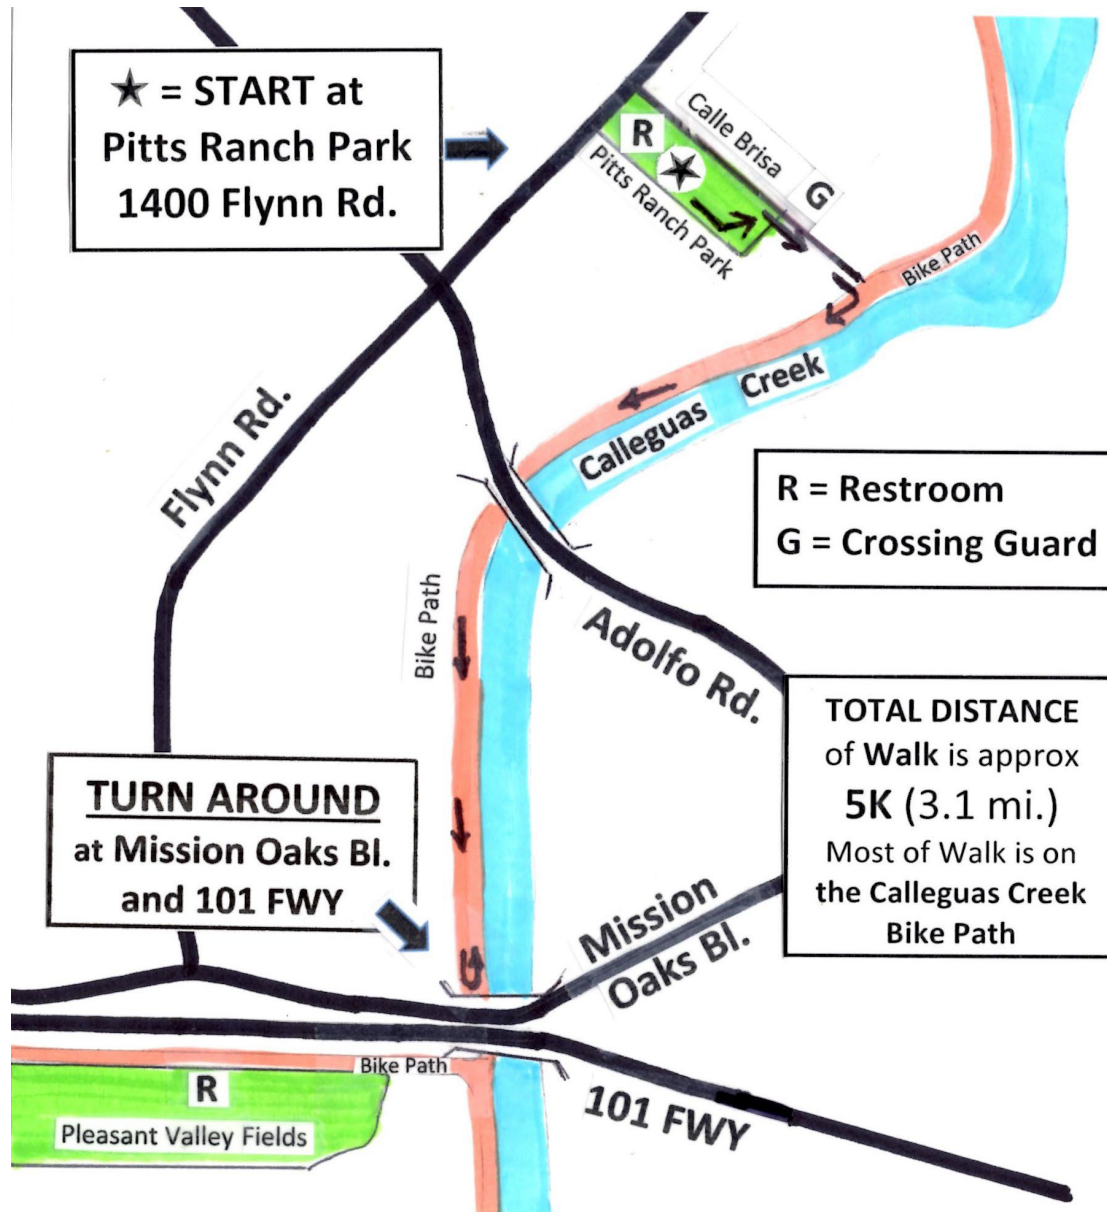 ★ = START at
Pitts Ranch Park
1400 Flynn Rd.
R
Calle Brisa
G
Pitts Ranch Park
Bike Path
Calleguas Creek
Flynn Rd.
R = Restroom
G = Crossing Guard
Bike Path
Adolfo Rd.
TOTAL DISTANCE
of Walk is approx
5K (3.1 mi.)
Most of Walk is on
the Calleguas Creek
Bike Path
TURN AROUND
at Mission Oaks Bl.
and 101 FWY
Mission
Oaks Bl.
Bike Path
R
Pleasant Valley Fields
101 FWY